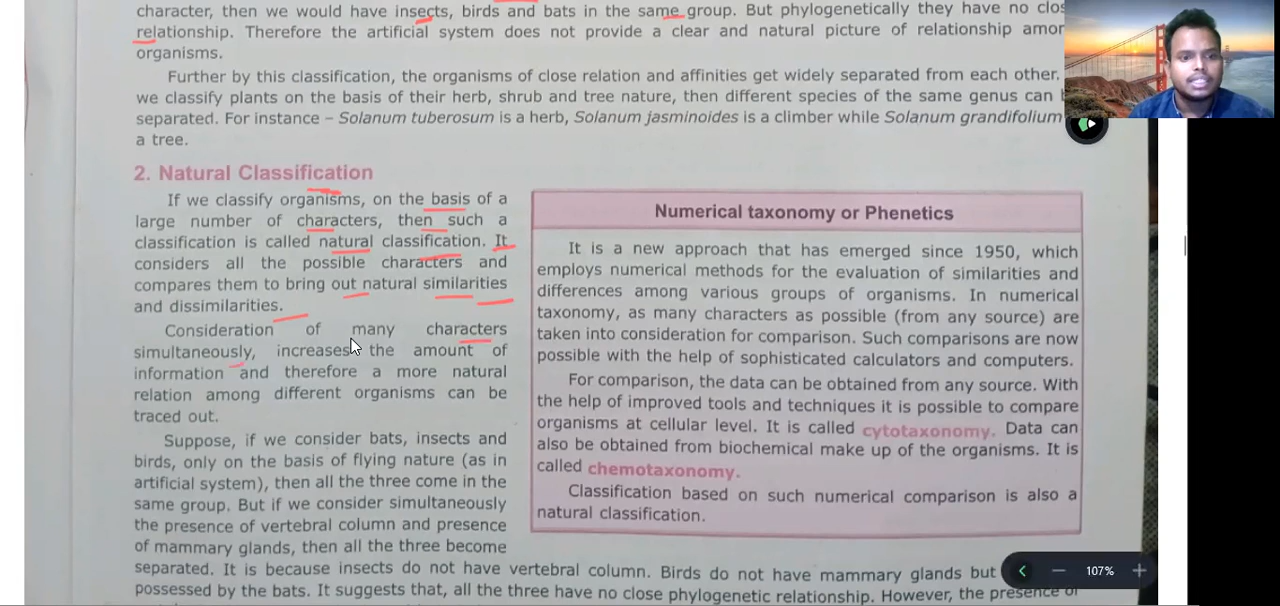 character, then we would have insects, birds and bats in the same group. But phylogenetically they have no
relationship. Therefore the artificial system does not provide a clear and natural picture of relationship
organisms.
Further by this classification, the organisms of close relation and affinities get widely separated from each other.
we classify plants on the basis of their herb, shrub and tree nature, then different species of the same genus can
separated. For instance – Solanum tuberosum is a herb, Solanum jasminoides is a climber while Solanum grandifolium
a tree.
2. Natural Classification
If we classify organisms, on the basis of a
large number of characters, then such a
classification is called natural classification. It
considers all the possible characters and
compares them to bring out natural similarities
and dissimilarities.
Consideration of many characters
simultaneously, increases the amount of
information and therefore a more natural
relation among different organisms can be
traced out.
Suppose, if we consider bats, insects and
birds, only on the basis of flying nature (as in
artificial system), then all the three come in the
same group. But if we consider simultaneously
the presence of vertebral column and presence
of mammary glands, then all the three become
separated. It is because insects do not have vertebral column. Birds do not have mammary glands but
possessed by the bats. It suggests that, all the three have no close phylogenetic relationship. However, the presence of
Numerical taxonomy or Phenetics
It is a new approach that has emerged since 1950, which
employs numerical methods for the evaluation of similarities and
differences among various groups of organisms. In numerical
taxonomy, as many characters as possible (from any source) are
taken into consideration for comparison. Such comparisons are now
possible with the help of sophisticated calculators and computers.
For comparison, the data can be obtained from any source. With
the help of improved tools and techniques it is possible to compare
organisms at cellular level. It is called cytotaxonomy. Data can
also be obtained from biochemical make up of the organisms. It is
called chemotaxonomy.
Classification based on such numerical comparison is also a
natural classification.
107%